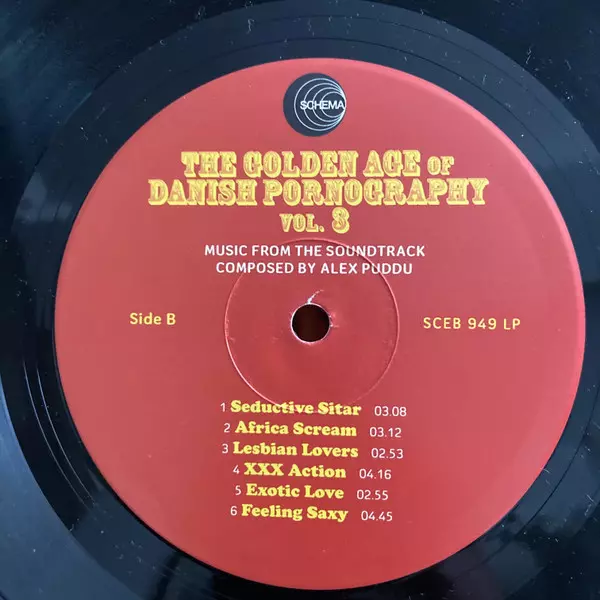 SCHEMA
THE GOLDEN AGE OF
DANISH PORNOGRAPHY
VOL. 3
MUSIC FROM THE SOUNDTRACK
COMPOSED BY ALEX PUDDU
Side B
SCEB 949 LP
1 Seductive Sitar 03.08
2 Africa Scream 03.12
3 Lesbian Lovers 02.53
4 XXX Action 04.16
5 Exotic Love 02.55
6 Feeling Saxy 04.45